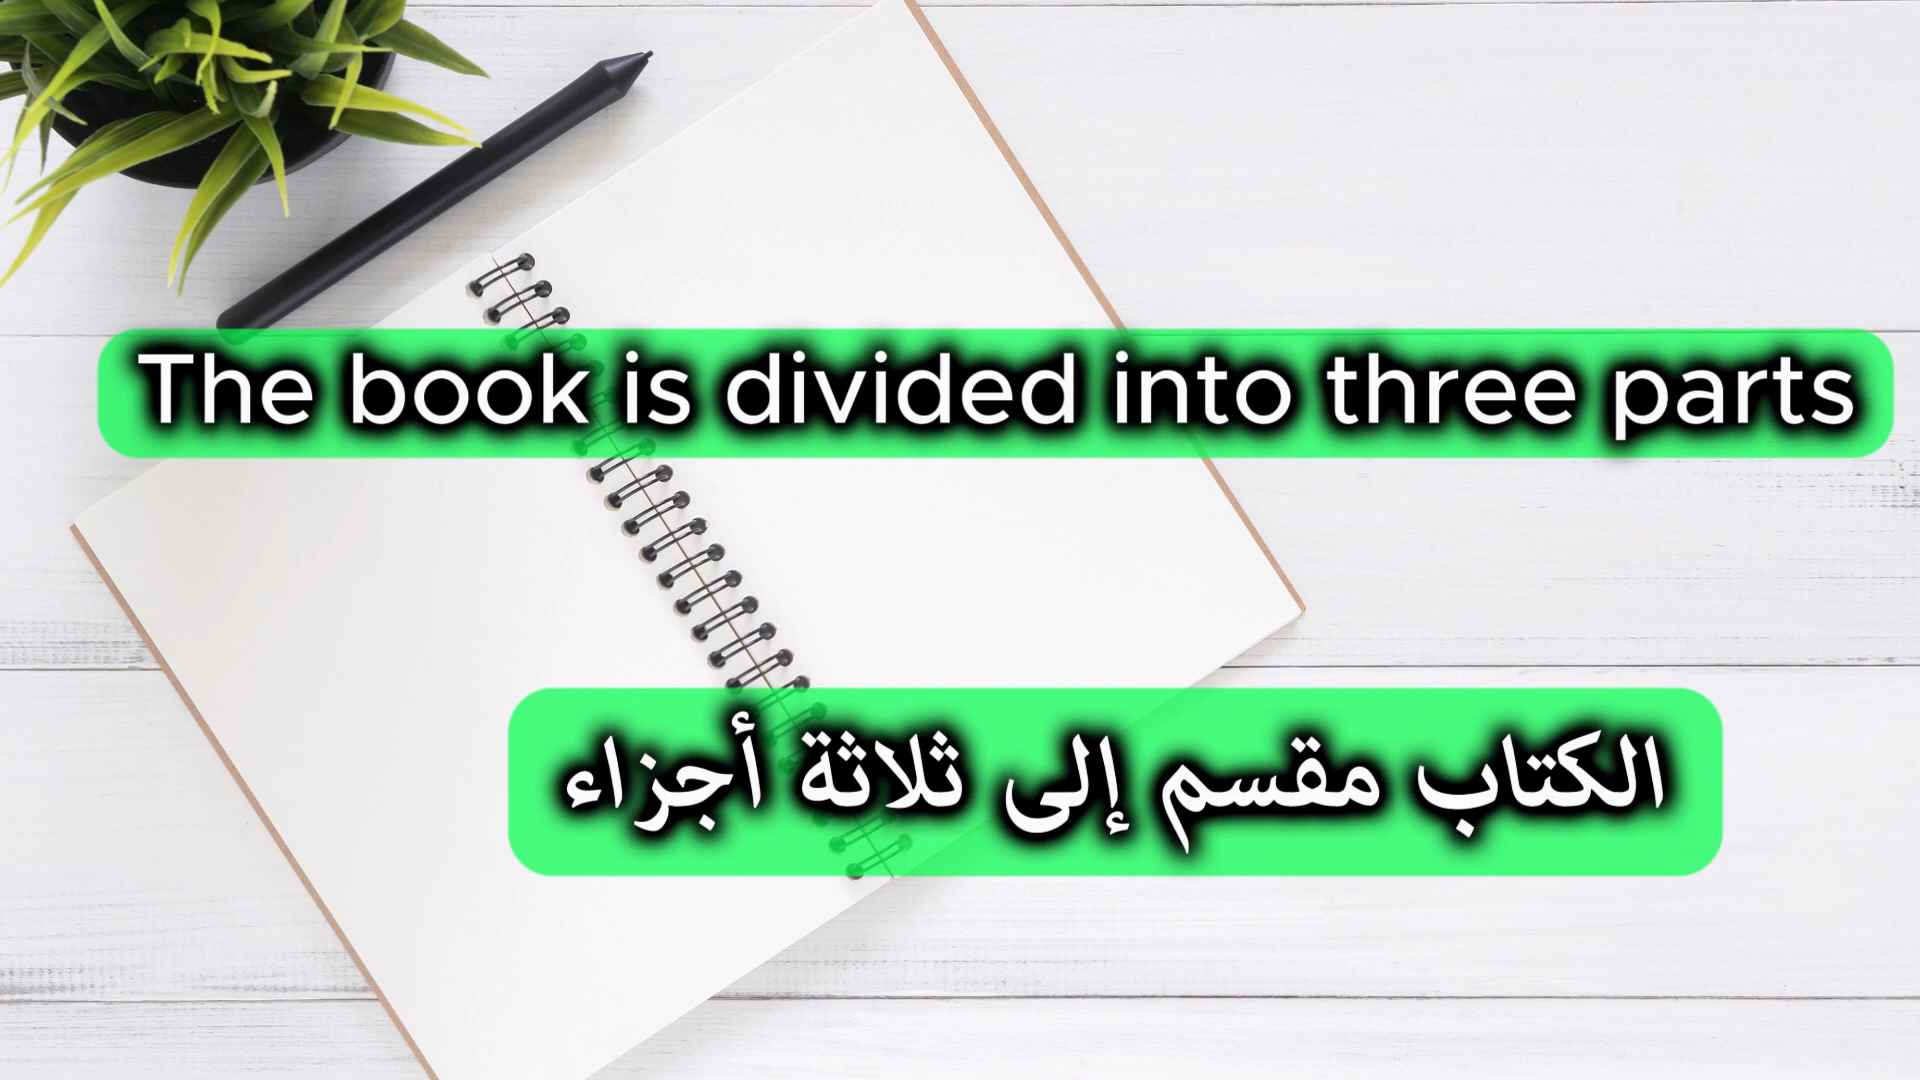 The book is divided into three parts
الكتاب مقسم إلى ثلاثة أجزاء